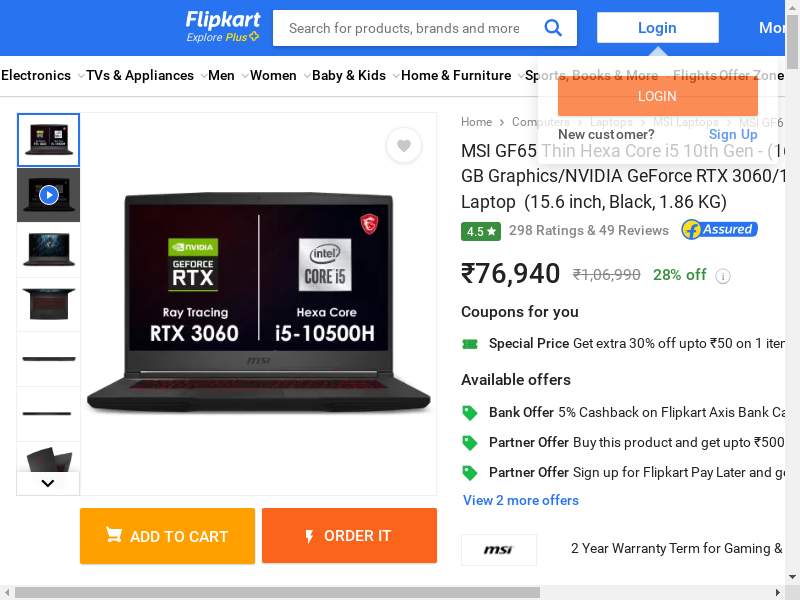 Flipkart
Explore Plus
Search for products, brands and more
Login
Electronics
TVs & Appliances
Men
Women
Baby & Kids
Home & Furniture
Sports, Books & More
Flights
Offer Zone
LOGIN
New customer? Sign Up
Home > Computers > Laptops > MSI Laptops > MSI GF6
MSI GF65 Thin Hexa Core i5 10th Gen - (16
GB Graphics/NVIDIA GeForce RTX 3060/1
Laptop (15.6 inch, Black, 1.86 KG)
4.5 ★ 298 Ratings & 49 Reviews
Assured
₹76,940 ₹1,06,990 28% off i
Coupons for you
Special Price Get extra 30% off upto ₹50 on 1 iten
Available offers
Bank Offer 5% Cashback on Flipkart Axis Bank Ca
Partner Offer Buy this product and get upto ₹500
Partner Offer Sign up for Flipkart Pay Later and ge
View 2 more offers
NVIDIA
GEFORCE
RTX
Ray Tracing
RTX 3060
intel
CORE i5
Hexa Core
i5-10500H
msi
ADD TO CART
ORDER IT
msi
2 Year Warranty Term for Gaming &